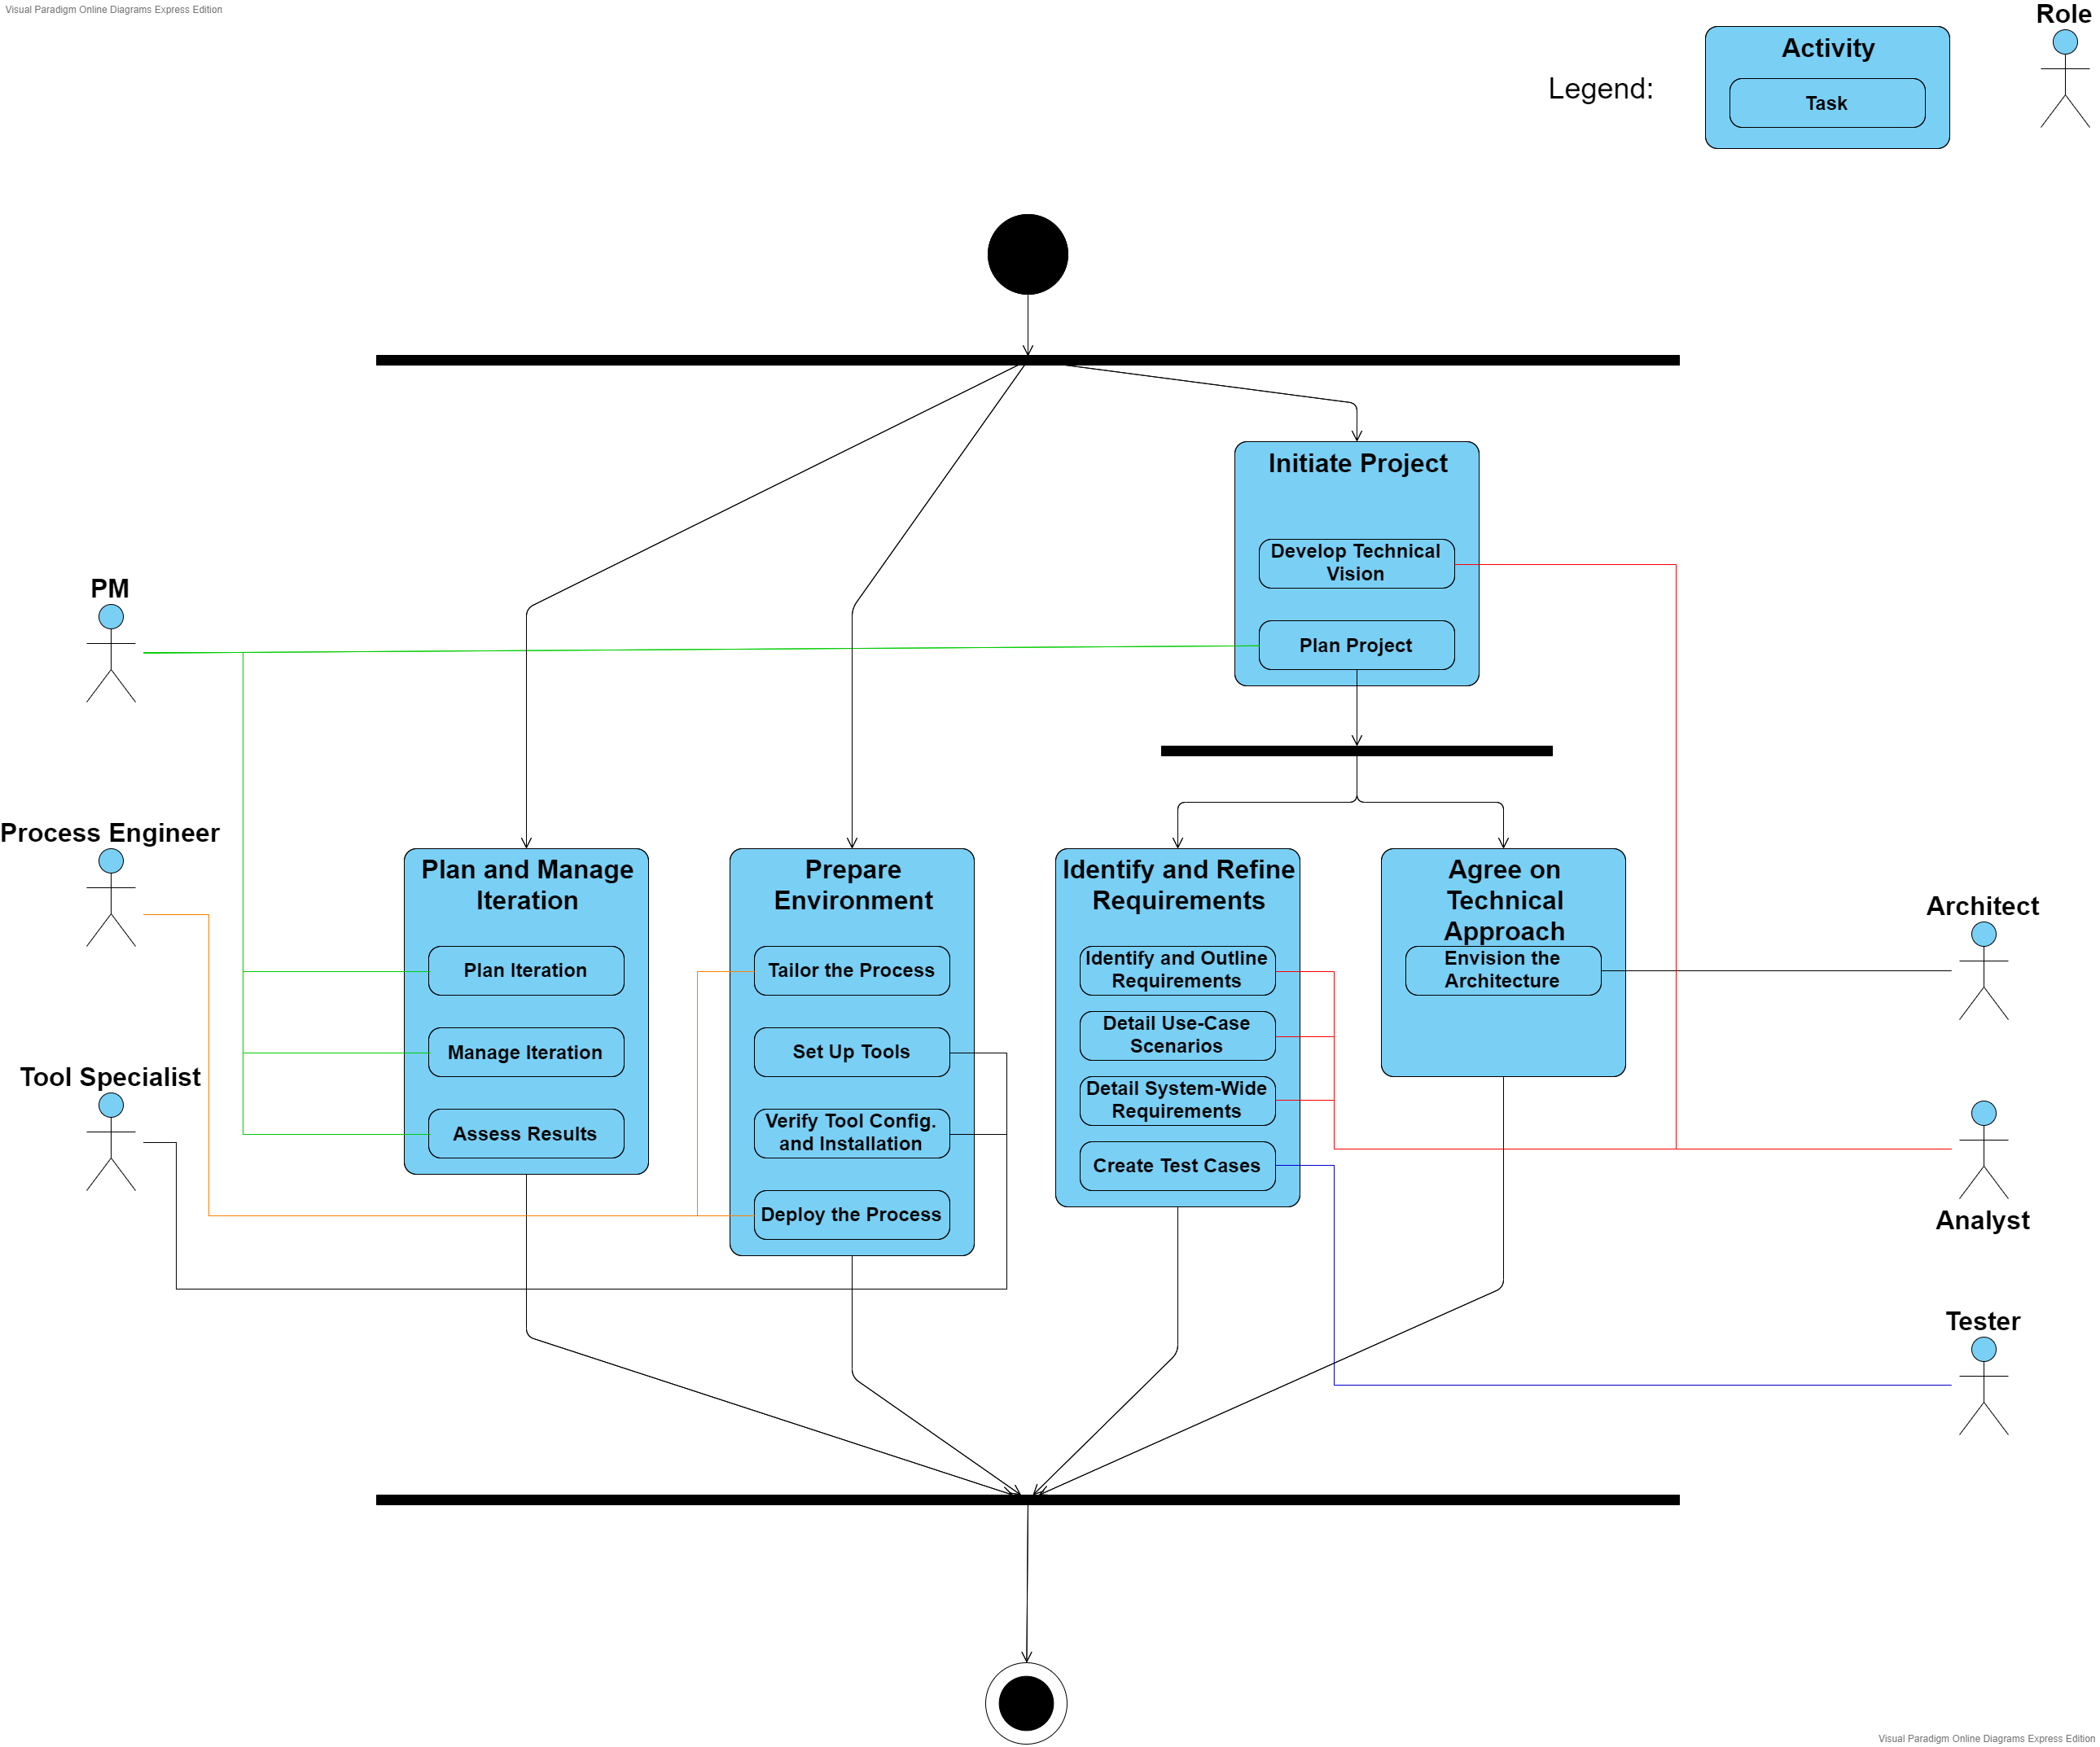 Visual Paradigm Online Diagrams Express Edition
Role
Activity
Legend:
Task
Initiate Project
Develop Technical
Vision
PM
Plan Project
Process Engineer
Plan and Manage
Iteration
Prepare
Environment
Identify and Refine
Requirements
Agree on
Technical
Approach
Architect
Plan Iteration
Tailor the Process
Identify and Outline
Requirements
Envision the
Architecture
Manage Iteration
Set Up Tools
Detail Use-Case
Scenarios
Tool Specialist
Detail System-Wide
Requirements
Assess Results
Verify Tool Config.
and Installation
Create Test Cases
Deploy the Process
Analyst
Tester
Visual Paradigm Online Diagrams Express Edition